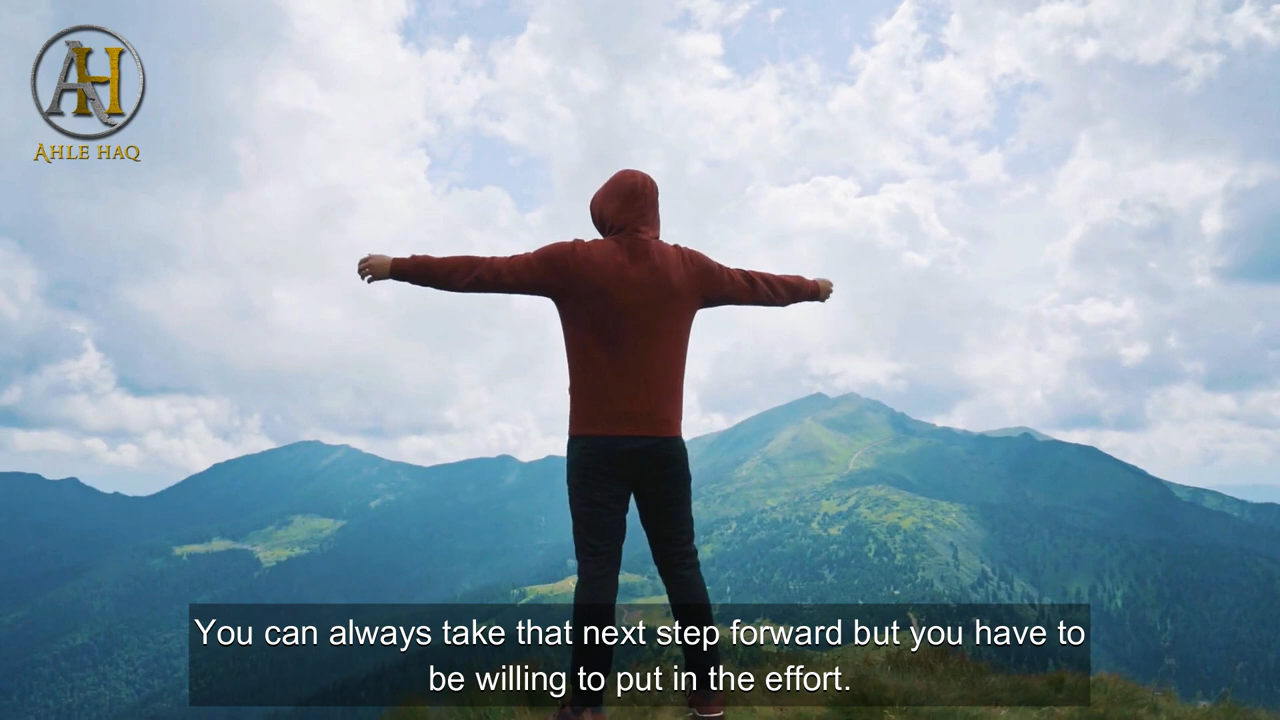 AH
AHLE HAQ
You can always take that next step forward but you have to
be willing to put in the effort.